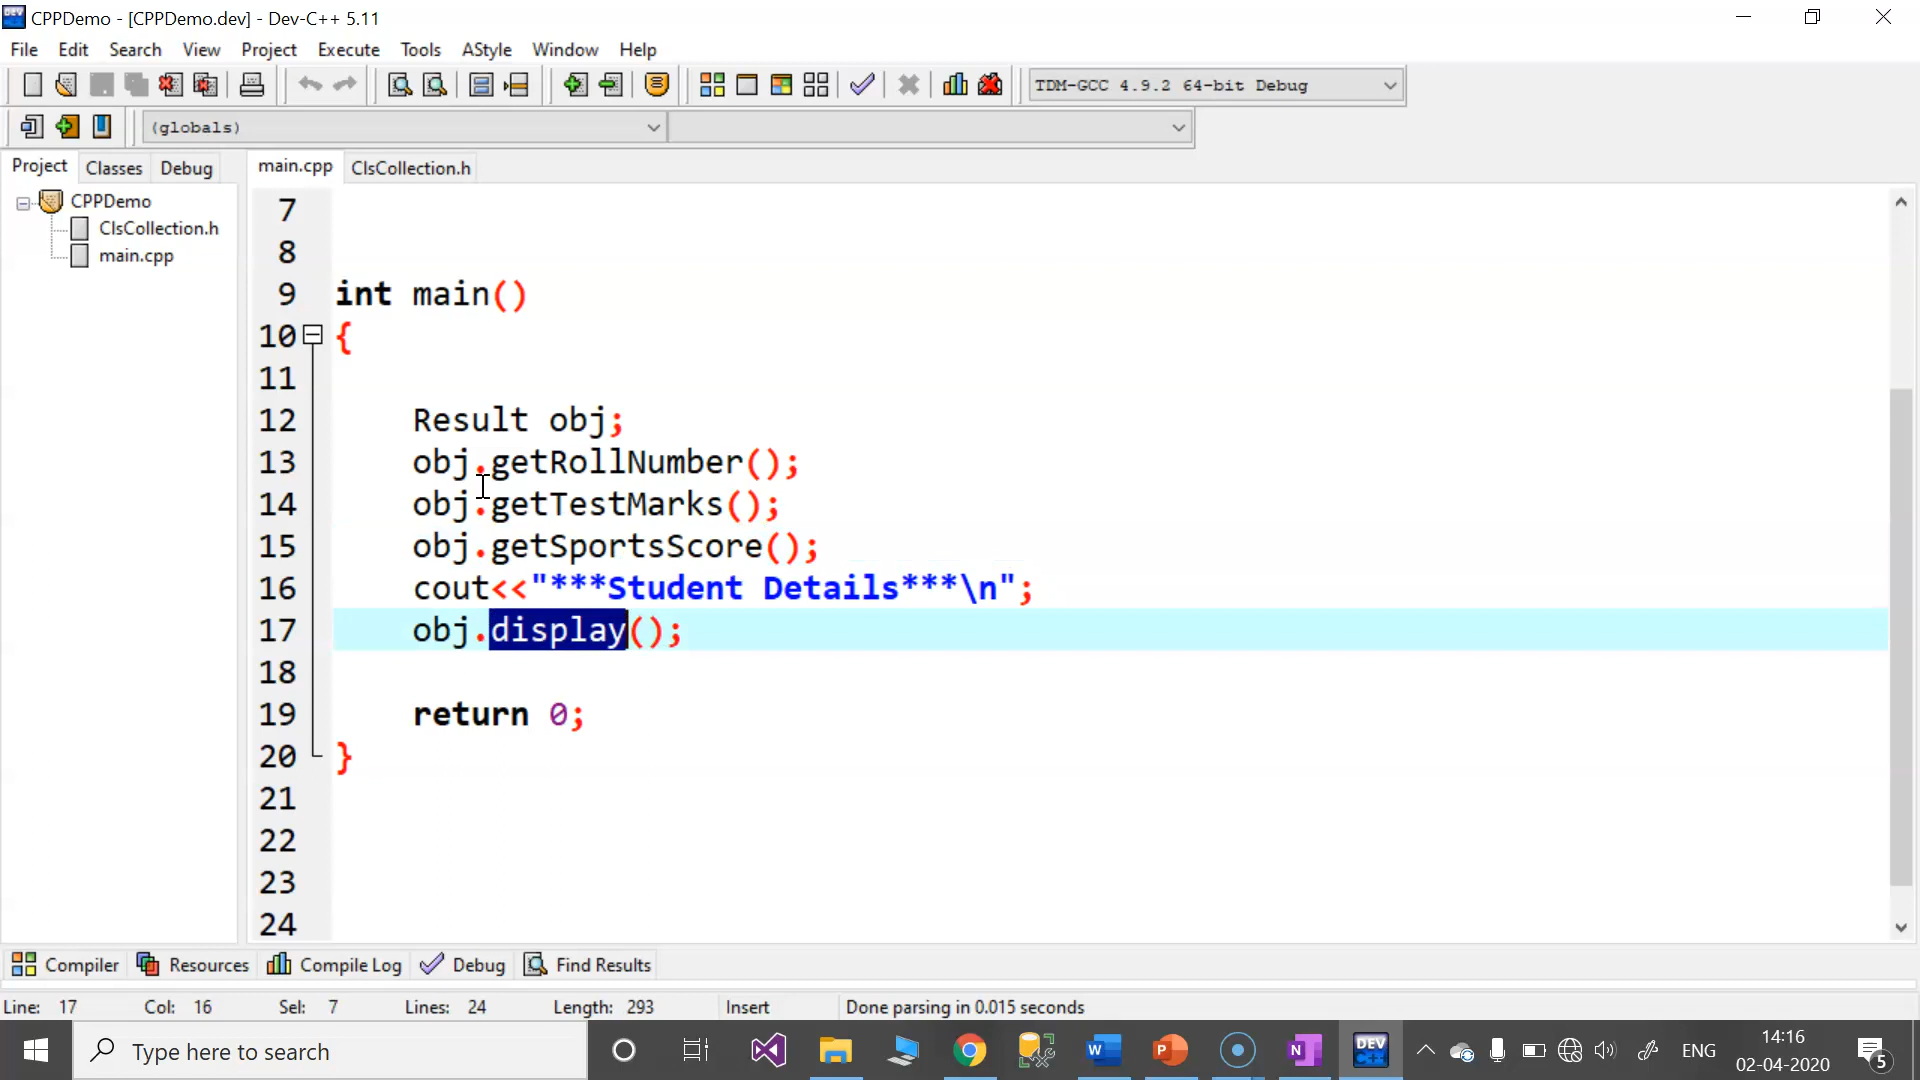 CPPDemo - [CPPDemo.dev] - Dev-C++ 5.11
File Edit Search View Project Execute Tools AStyle Window Help
TDM-GCC 4.9.2 64-bit Debug
(globals)
Project Classes Debug main.cpp ClsCollection.h
CPPDemo
ClsCollection.h
main.cpp
7
8
9 int main()
10 {
11
12 Result obj;
13 obj.getRollNumber();
14 obj.getTestMarks();
15 obj.getSportsScore();
16 cout<<"***Student Details***\n";
17 obj.display();
18
19 return 0;
20 }
21
22
23
24
Compiler Resources Compile Log Debug Find Results
Line: 17 Col: 16 Sel: 7 Lines: 24 Length: 293 Insert Done parsing in 0.015 seconds
Type here to search
DEV C++
ENG
14:16
02-04-2020
5